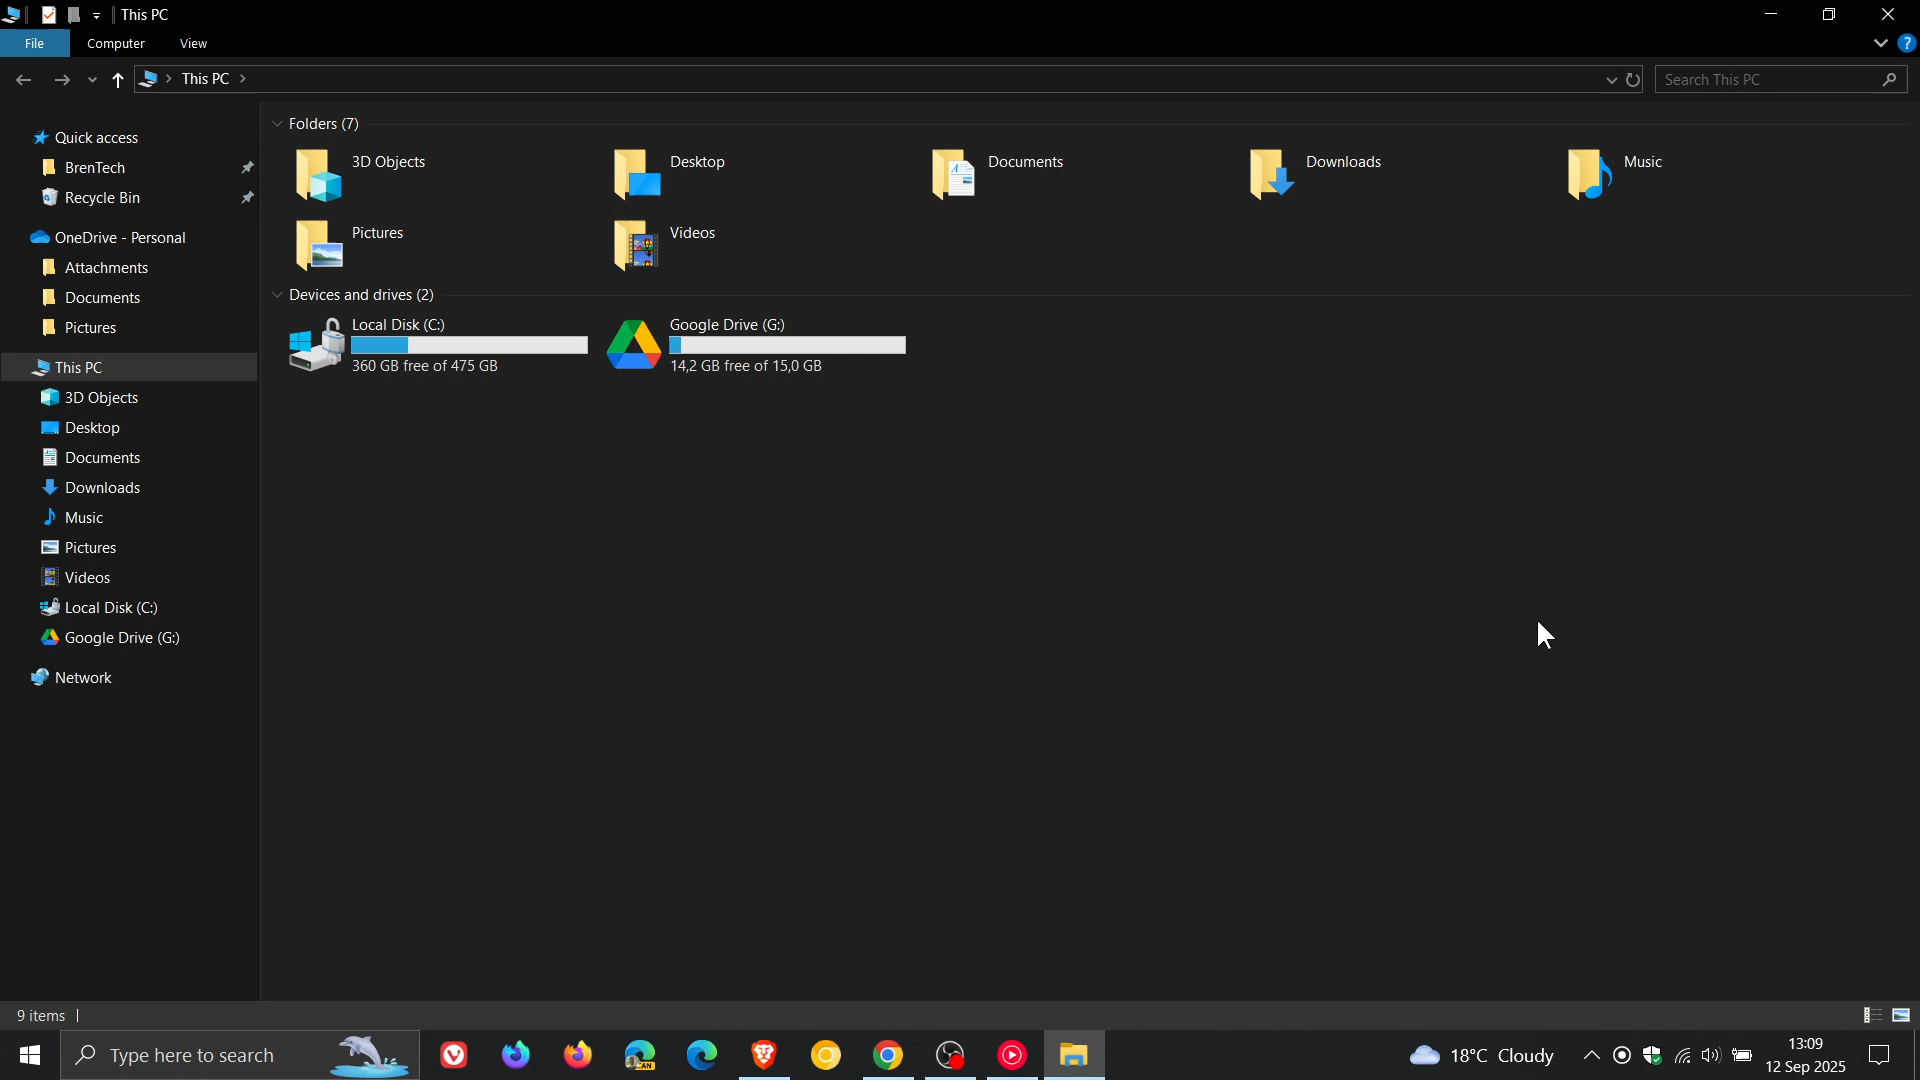 This PC
File Computer View
This PC
Search This PC
Quick access
BrenTech
Recycle Bin
OneDrive - Personal
Attachments
Documents
Pictures
This PC
3D Objects
Desktop
Documents
Downloads
Music
Pictures
Videos
Local Disk (C:)
Google Drive (G:)
Network
Folders (7)
3D Objects
Desktop
Documents
Downloads
Music
Pictures
Videos
Devices and drives (2)
Local Disk (C:)
360 GB free of 475 GB
Google Drive (G:)
14,2 GB free of 15,0 GB
9 items
Type here to search
CAN
18°C Cloudy
13:09
12 Sep 2025